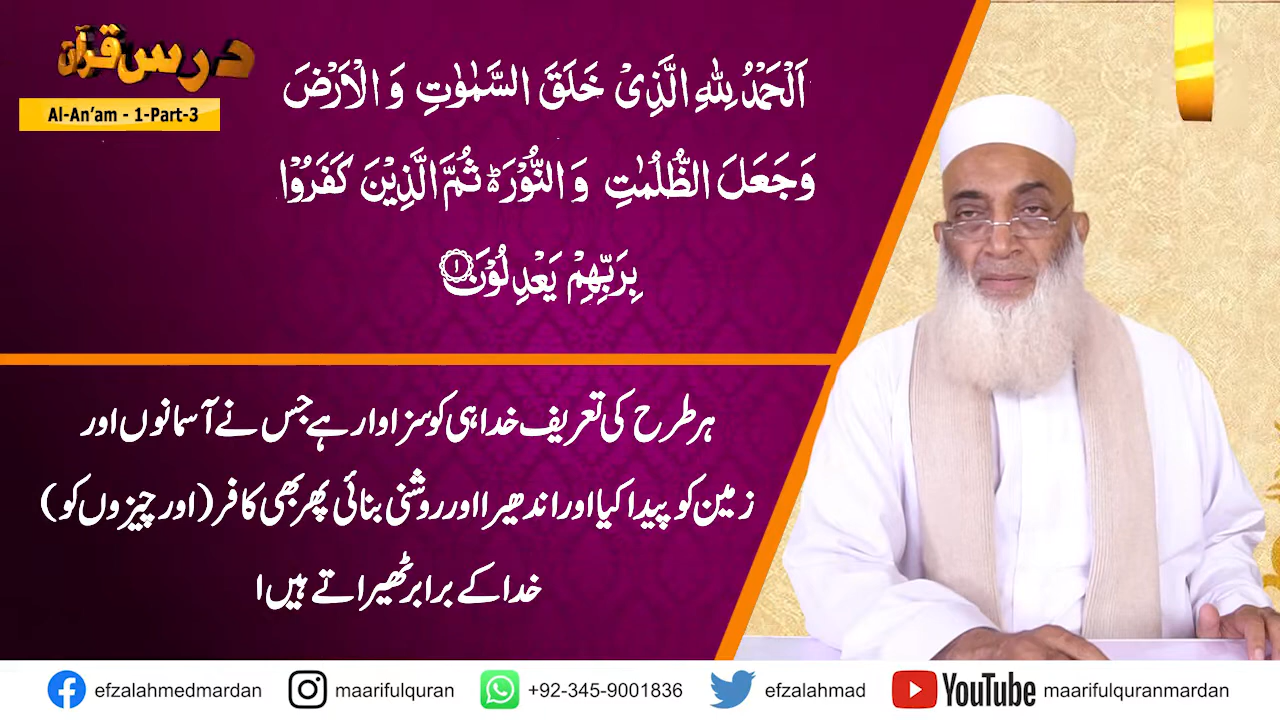 درس قرآن
Al-An’am - 1-Part-3
اَلْحَمْدُ لِلّٰهِ الَّذِیْ خَلَقَ السَّمٰوٰتِ وَ الْاَرْضَ
وَ جَعَلَ الظُّلُمٰتِ وَ النُّوْرَ۬ؕ ثُمَّ الَّذِیْنَ كَفَرُوْا
بِرَبِّهِمْ یَعْدِلُوْنَ ۝۱
ہر طرح کی تعریف خدا ہی کو سزاوار ہے جس نے آسمانوں اور
زمین کو پیدا کیا اور اندھیرا اور روشنی بنائی پھر بھی کافر (اور چیزوں کو)
خدا کے برابر ٹھیراتے ہیں ۱
efzalahmedmardan
maarifulquran
+92-345-9001836
efzalahmad
YouTube maarifulquranmardan